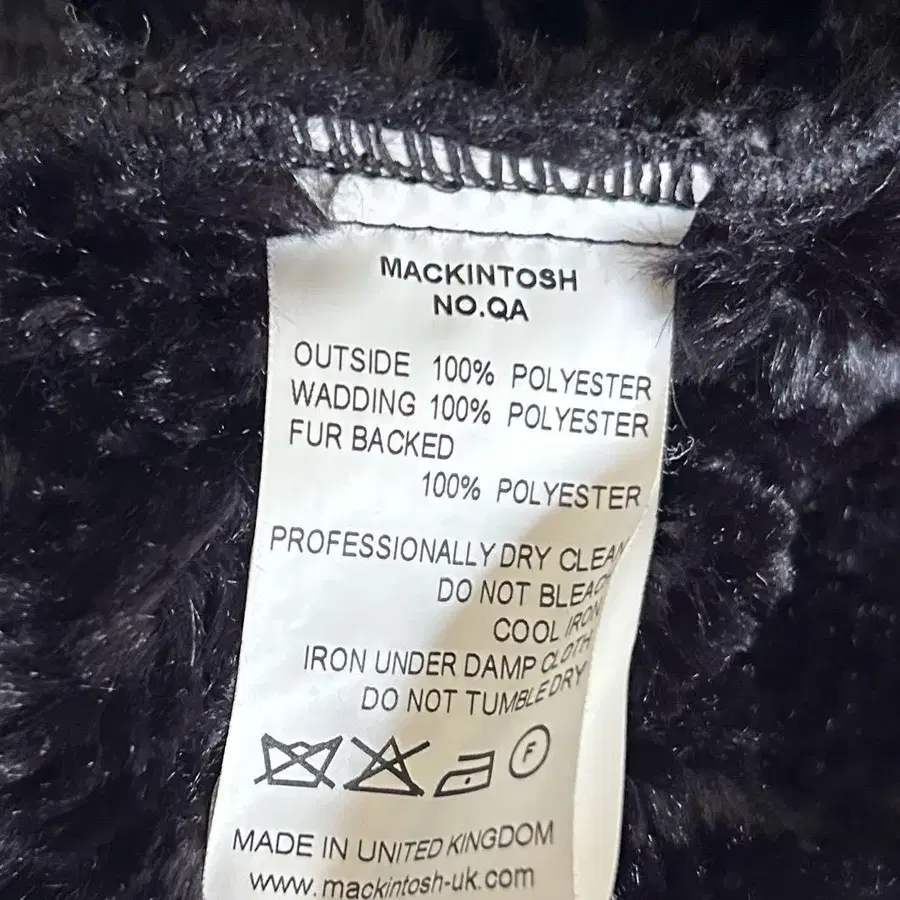 MACKINTOSH
NO.QA
OUTSIDE 100% POLYESTER
WADDING 100% POLYESTER
FUR BACKED
100% POLYESTER
PROFESSIONALLY DRY CLEAN
DO NOT BLEACH
COOL IRON
IRON UNDER DAMP CLOTH
DO NOT TUMBLE DRY
F
MADE IN UNITED KINGDOM
www.mackintosh-uk.com